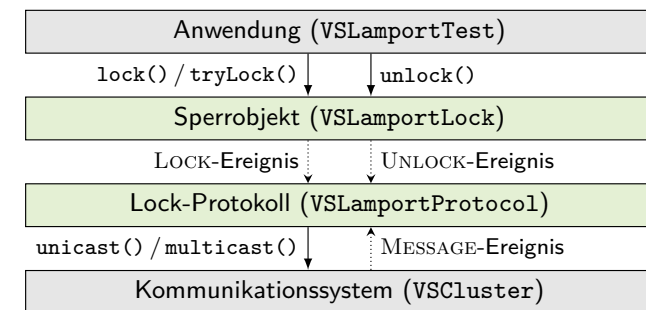 Anwendung (VSLamportTest)
lock() / tryLock() unlock()
Sperrobjekt (VSLamportLock)
LOCK-Ereignis UNLOCK-Ereignis
Lock-Protokoll (VSLamportProtocol)
unicast() / multicast() MESSAGE-Ereignis
Kommunikationssystem (VSCluster)